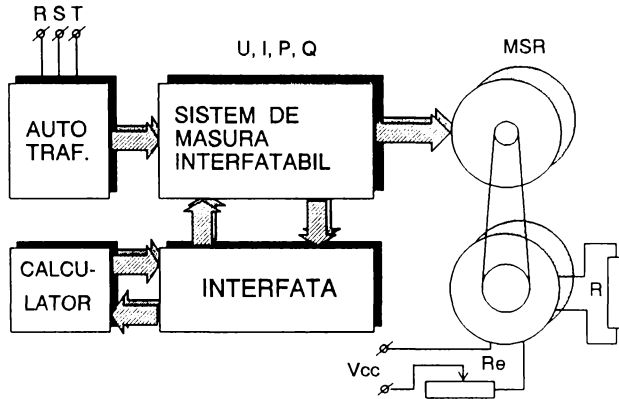 R S T
U, I, P, Q
MSR
AUTO
TRAF.
SISTEM DE
MASURA
INTERFATABIL
CALCU-
LATOR
INTERFATA
R
Vcc
Re